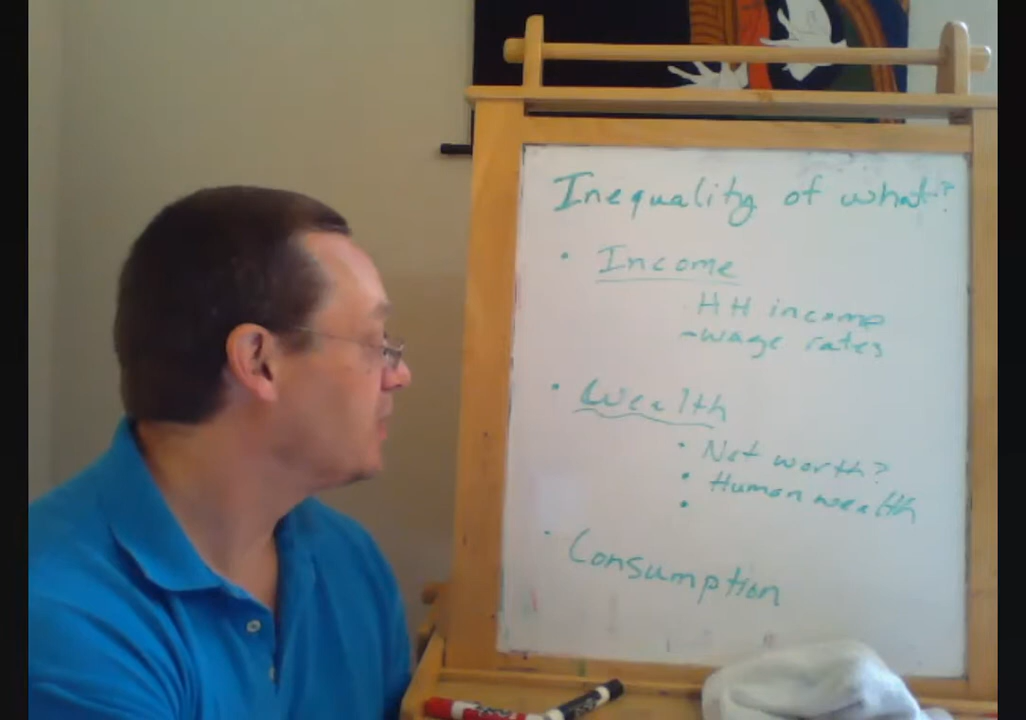 Inequality of what?
• Income
- HH income
- wage rates
• Wealth
• Net worth?
• Human wealth
•
• Consumption